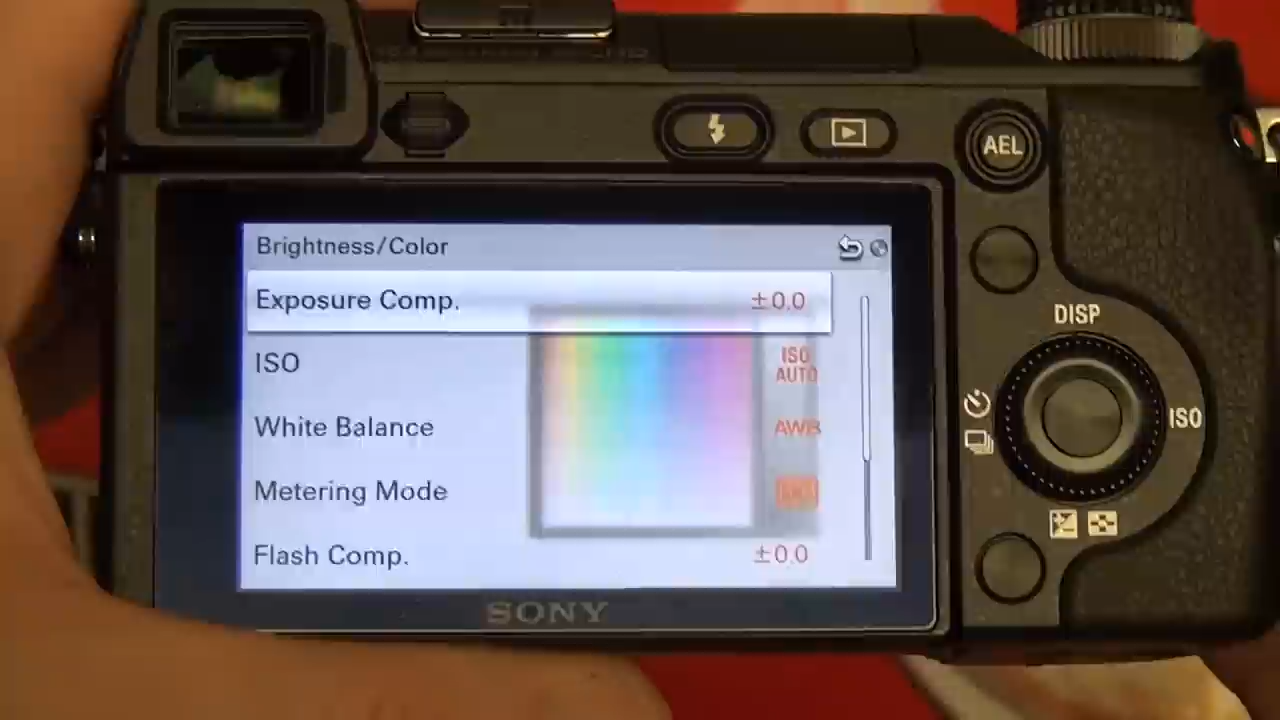 AEL
Brightness/Color
Exposure Comp. ±0.0
ISO ISO AUTO
White Balance AWB
Metering Mode
Flash Comp. ±0.0
DISP
ISO
SONY